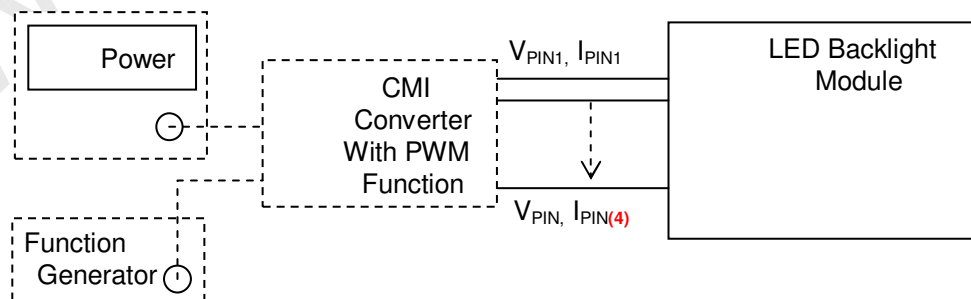 Power
CMI
Converter
With PWM
Function
V_PIN1, I_PIN1
V_PIN, I_PIN(4)
LED Backlight
Module
Function
Generator